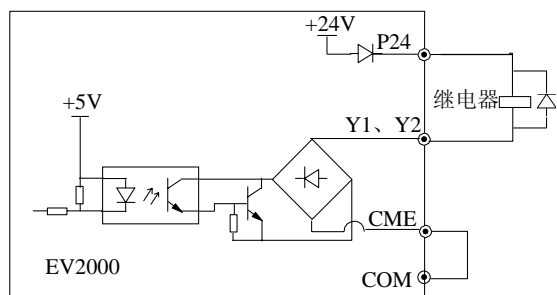 +24V
P24
+5V
继电器
Y1、Y2
CME
EV2000
COM